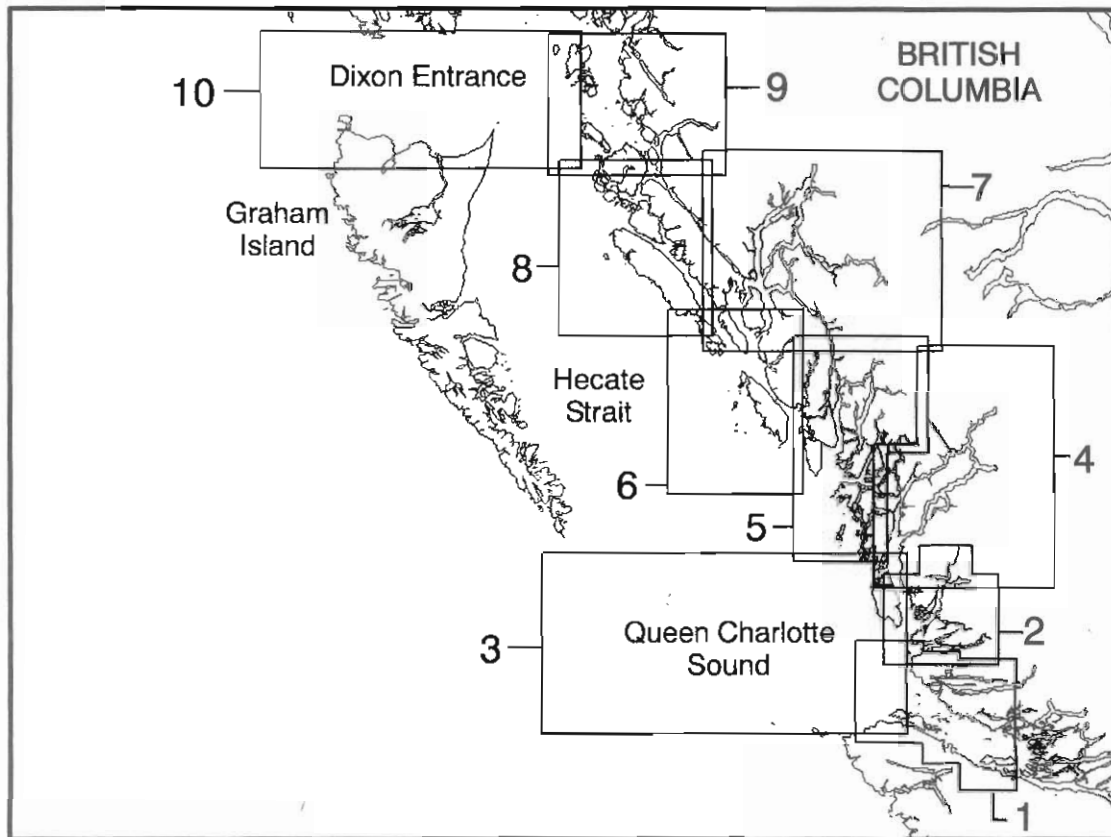 BRITISH
COLUMBIA
10
Dixon Entrance
9
7
Graham
Island
8
Hecate
Strait
4
6
5
3
Queen Charlotte
Sound
2
1